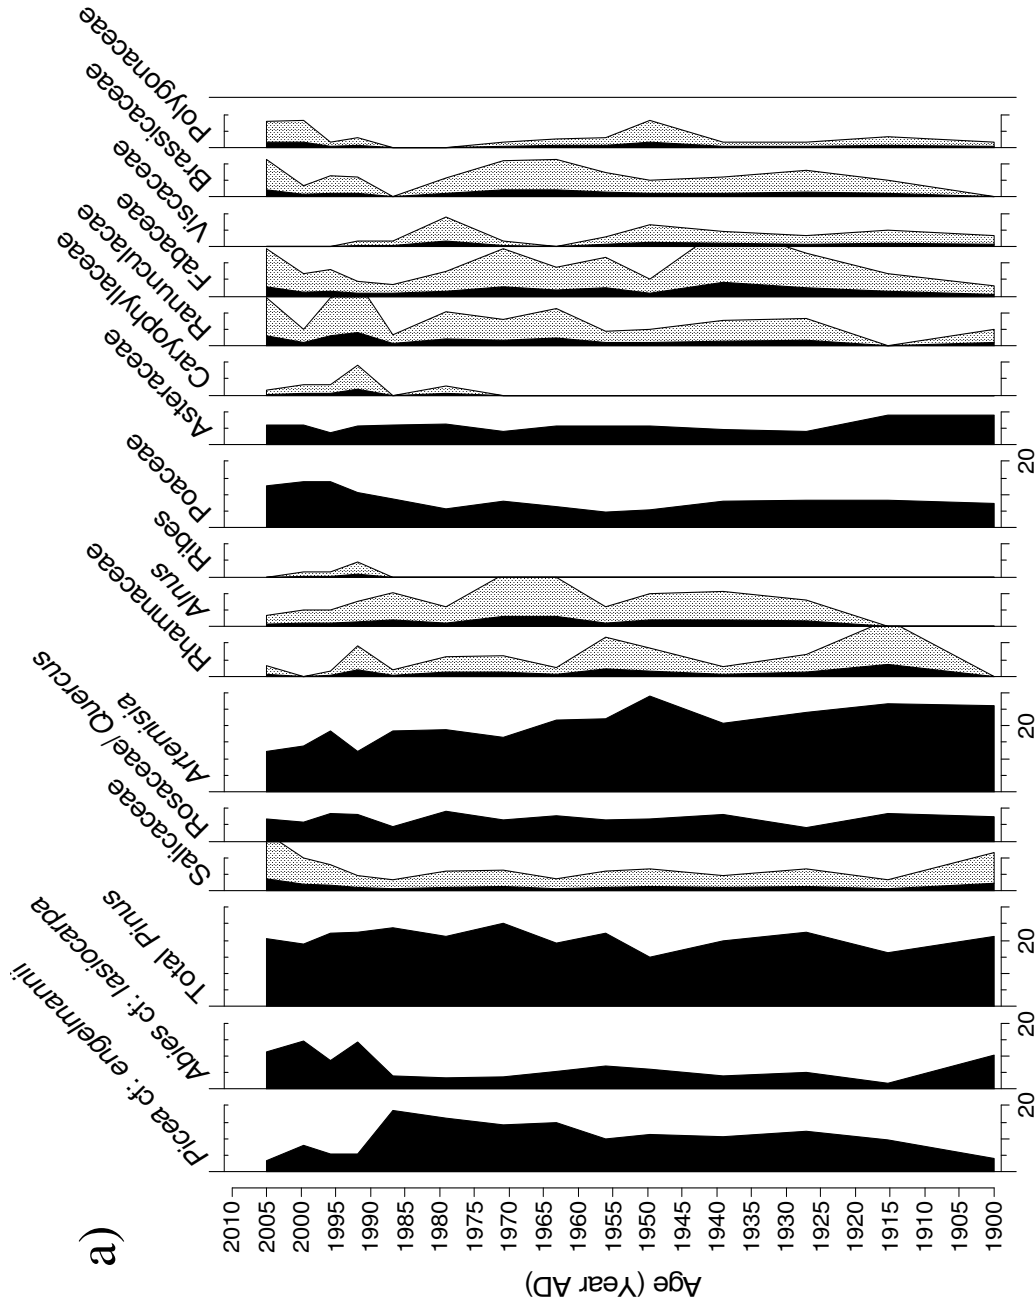 a)
Picea cf. engelmannii
Abies cf. lasiocarpa
Total Pinus
Salicaceae
Rosaceae/ Quercus
Artemisia
Rhamnaceae
Alnus
Ribes
Poaceae
Asteraceae
Caryophyllaceae
Ranunculaceae
Fabaceae
Viscaceae
Brassicaceae
Polygonaceae
2010
2005
2000
1995
1990
1985
1980
1975
1970
1965
1960
1955
1950
1945
1940
1935
1930
1925
1920
1915
1910
1905
1900
Age (Year AD)
20
20
20
20
20